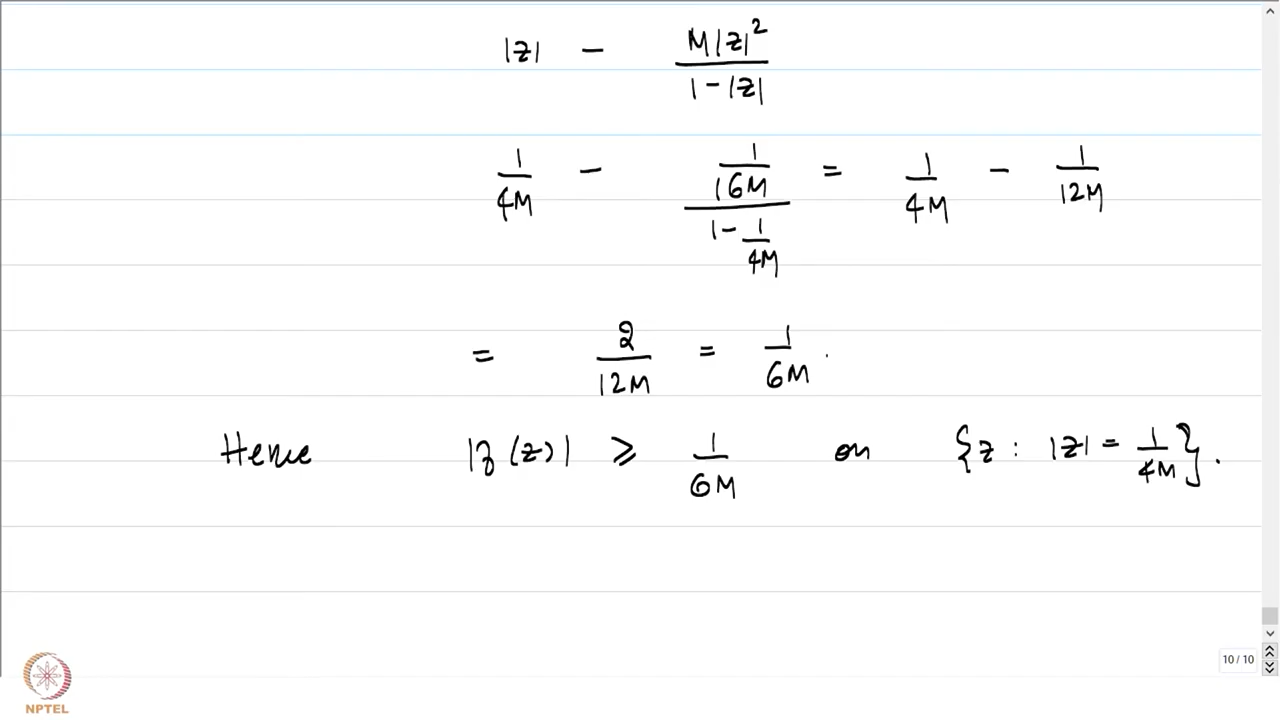 |z| − M|z|² / 1−|z|
1/4M − (1/16M) / (1 − 1/4M) = 1/4M − 1/12M
= 2/12M = 1/6M .
Hence |f(z)| ⩾ 1/6M on {z : |z| = 1/4M}.
10 / 10
NPTEL